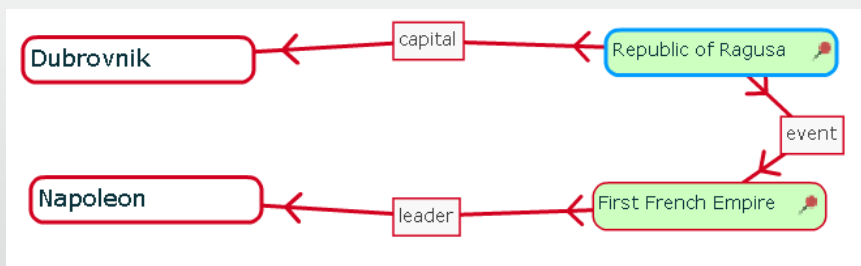 Dubrovnik
capital
Republic of Ragusa
event
Napoleon
leader
First French Empire